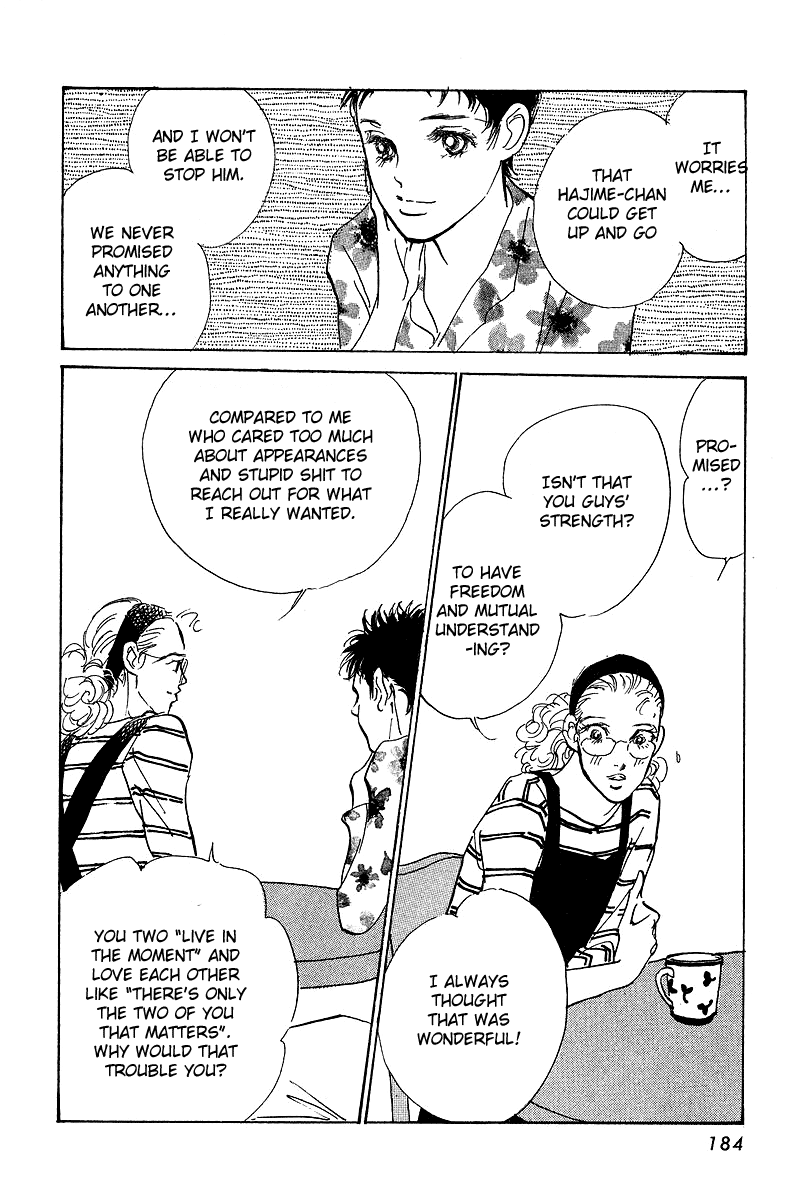 IT
WORRIES
ME...
THAT
HAJIME-CHAN
COULD GET
UP AND GO
AND I WON'T
BE ABLE TO
STOP HIM.
WE NEVER
PROMISED
ANYTHING
TO ONE
ANOTHER...
PRO-
MISED
...?
ISN'T THAT
YOU GUYS'
STRENGTH?
TO HAVE
FREEDOM
AND MUTUAL
UNDERSTAND
-ING?
I ALWAYS
THOUGHT
THAT WAS
WONDERFUL!
COMPARED TO ME
WHO CARED TOO MUCH
ABOUT APPEARANCES
AND STUPID SHIT TO
REACH OUT FOR WHAT
I REALLY WANTED.
YOU TWO "LIVE IN
THE MOMENT" AND
LOVE EACH OTHER
LIKE "THERE'S ONLY
THE TWO OF YOU
THAT MATTERS".
WHY WOULD THAT
TROUBLE YOU?
184